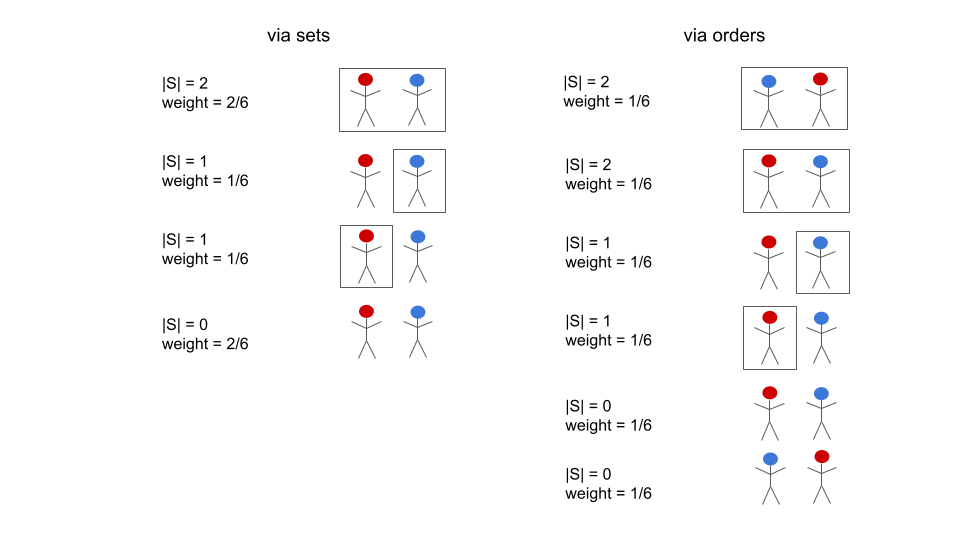 via sets
|S| = 2
weight = 2/6
|S| = 1
weight = 1/6
|S| = 1
weight = 1/6
|S| = 0
weight = 2/6
via orders
|S| = 2
weight = 1/6
|S| = 2
weight = 1/6
|S| = 1
weight = 1/6
|S| = 1
weight = 1/6
|S| = 0
weight = 1/6
|S| = 0
weight = 1/6